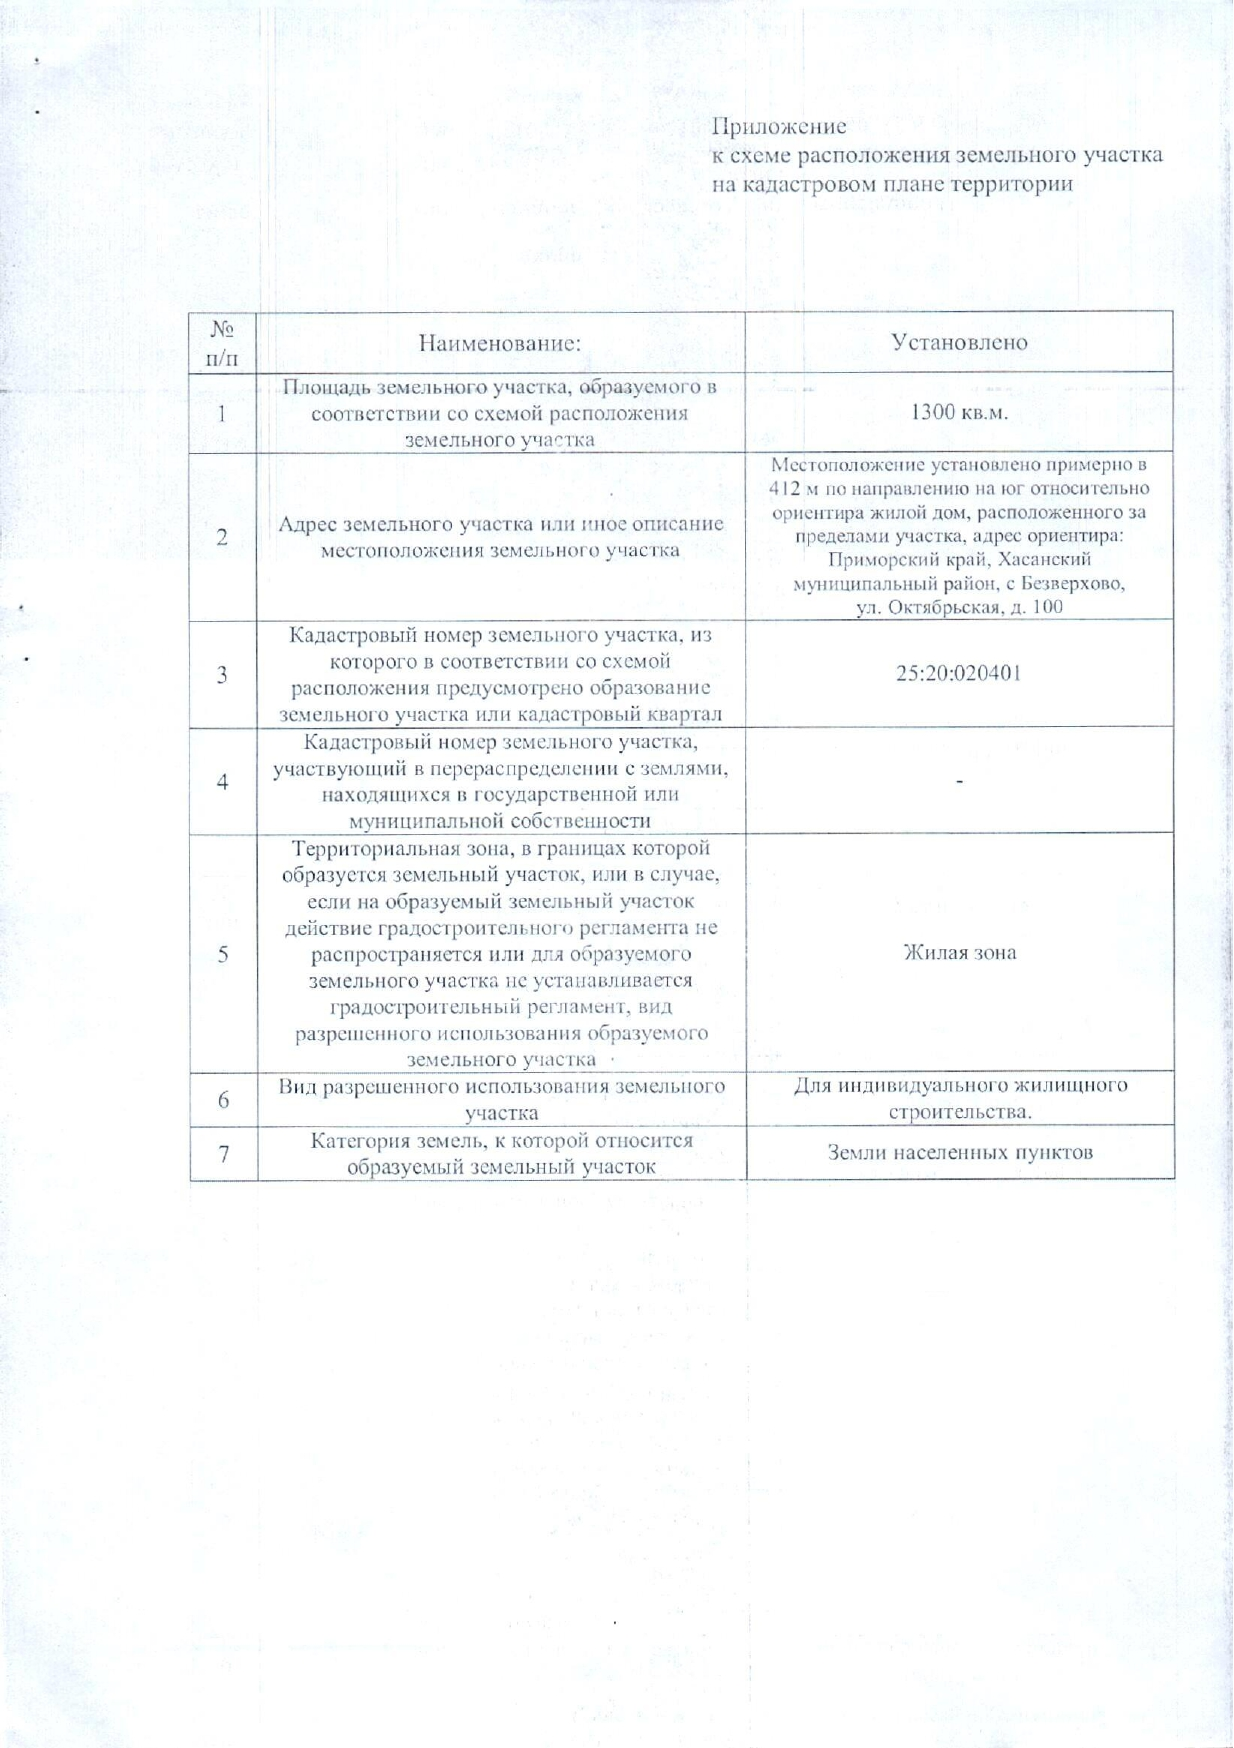 Приложение
к схеме расположения земельного участка
на кадастровом плане территории
№
п/п
Наименование:
Установлено
1
Площадь земельного участка, образуемого в
соответствии со схемой расположения
земельного участка
1300 кв.м.
2
Адрес земельного участка или иное описание
местоположения земельного участка
Местоположение установлено примерно в
412 м по направлению на юг относительно
ориентира жилой дом, расположенного за
пределами участка, адрес ориентира:
Приморский край, Хасанский
муниципальный район, с Безверхово,
ул. Октябрьская, д. 100
3
Кадастровый номер земельного участка, из
которого в соответствии со схемой
расположения предусмотрено образование
земельного участка или кадастровый квартал
25:20:020401
4
Кадастровый номер земельного участка,
участвующий в перераспределении с землями,
находящихся в государственной или
муниципальной собственности
-
5
Территориальная зона, в границах которой
образуется земельный участок, или в случае,
если на образуемый земельный участок
действие градостроительного регламента не
распространяется или для образуемого
земельного участка не устанавливается
градостроительный регламент, вид
разрешенного использования образуемого
земельного участка
Жилая зона
6
Вид разрешенного использования земельного
участка
Для индивидуального жилищного
строительства.
7
Категория земель, к которой относится
образуемый земельный участок
Земли населенных пунктов